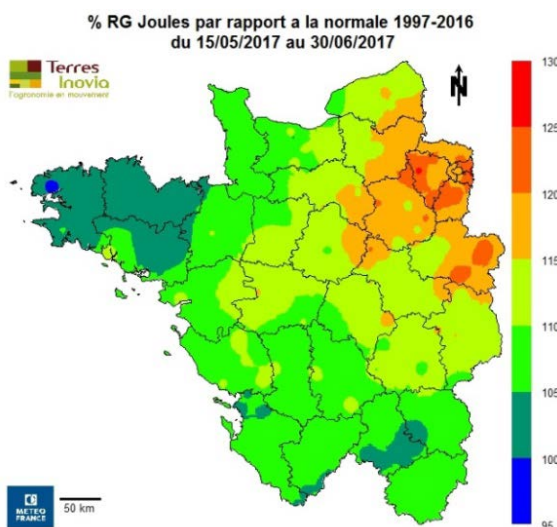 % RG Joules par rapport a la normale 1997-2016
du 15/05/2017 au 30/06/2017
Terres
Inovia
l'agronomie en mouvement
N
130
125
120
115
110
105
100
95
METEO
FRANCE
50 km